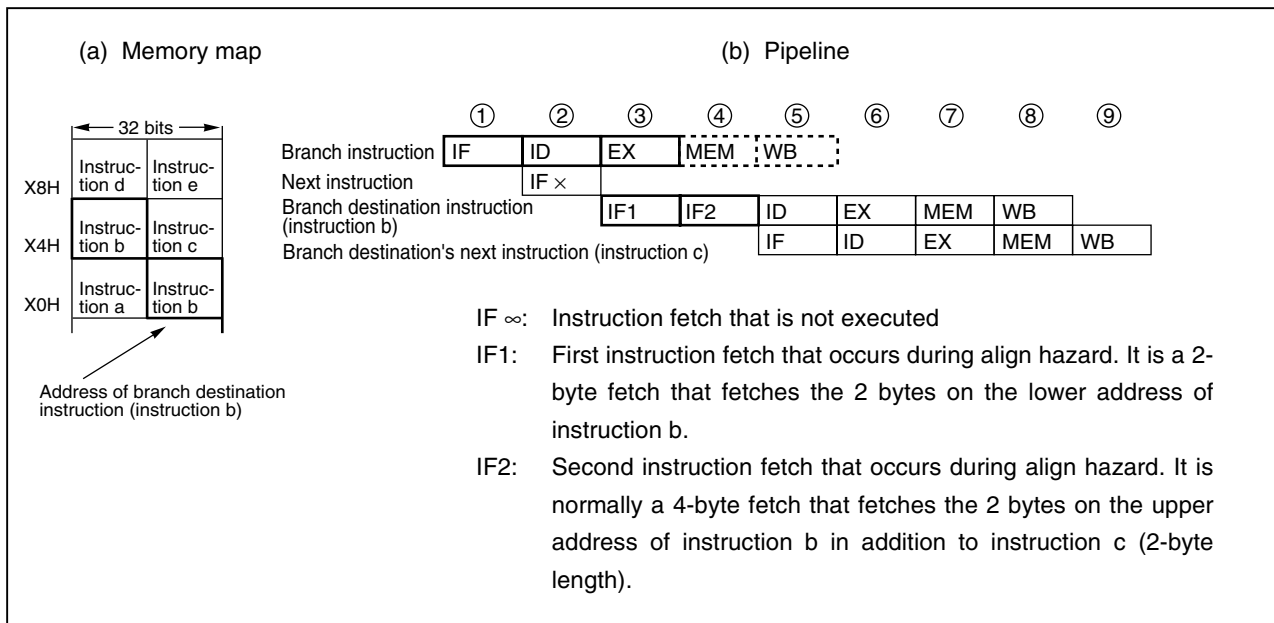 (a) Memory map
(b) Pipeline
32 bits
X8H
Instruc-
tion d
Instruc-
tion e
X4H
Instruc-
tion b
Instruc-
tion c
X0H
Instruc-
tion a
Instruc-
tion b
Address of branch destination
instruction (instruction b)
① ② ③ ④ ⑤ ⑥ ⑦ ⑧ ⑨
Branch instruction IF ID EX MEM WB
Next instruction IF ×
Branch destination instruction
(instruction b) IF1 IF2 ID EX MEM WB
Branch destination's next instruction (instruction c) IF ID EX MEM WB
IF ∞: Instruction fetch that is not executed
IF1: First instruction fetch that occurs during align hazard. It is a 2-
byte fetch that fetches the 2 bytes on the lower address of
instruction b.
IF2: Second instruction fetch that occurs during align hazard. It is
normally a 4-byte fetch that fetches the 2 bytes on the upper
address of instruction b in addition to instruction c (2-byte
length).